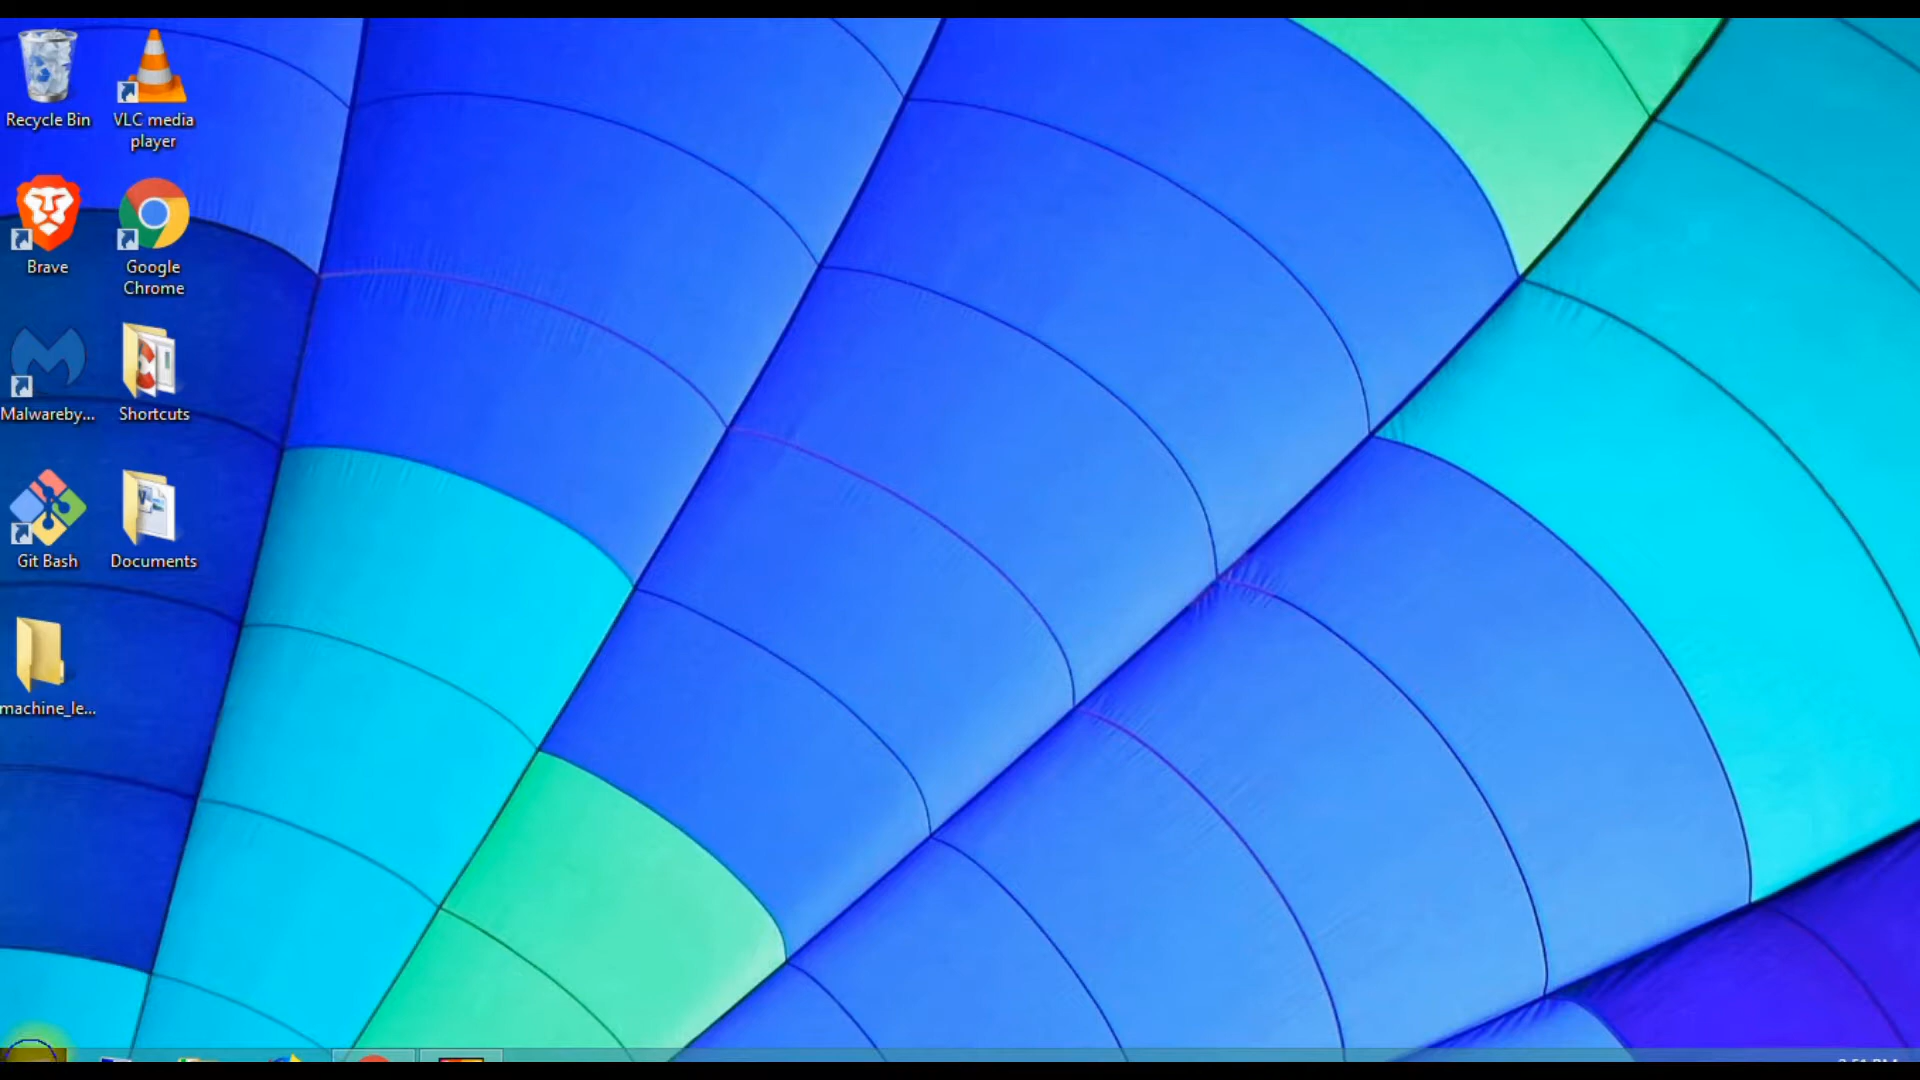 Recycle Bin
VLC media
player
Brave
Google
Chrome
Malwareby...
Shortcuts
Git Bash
Documents
machine_le...